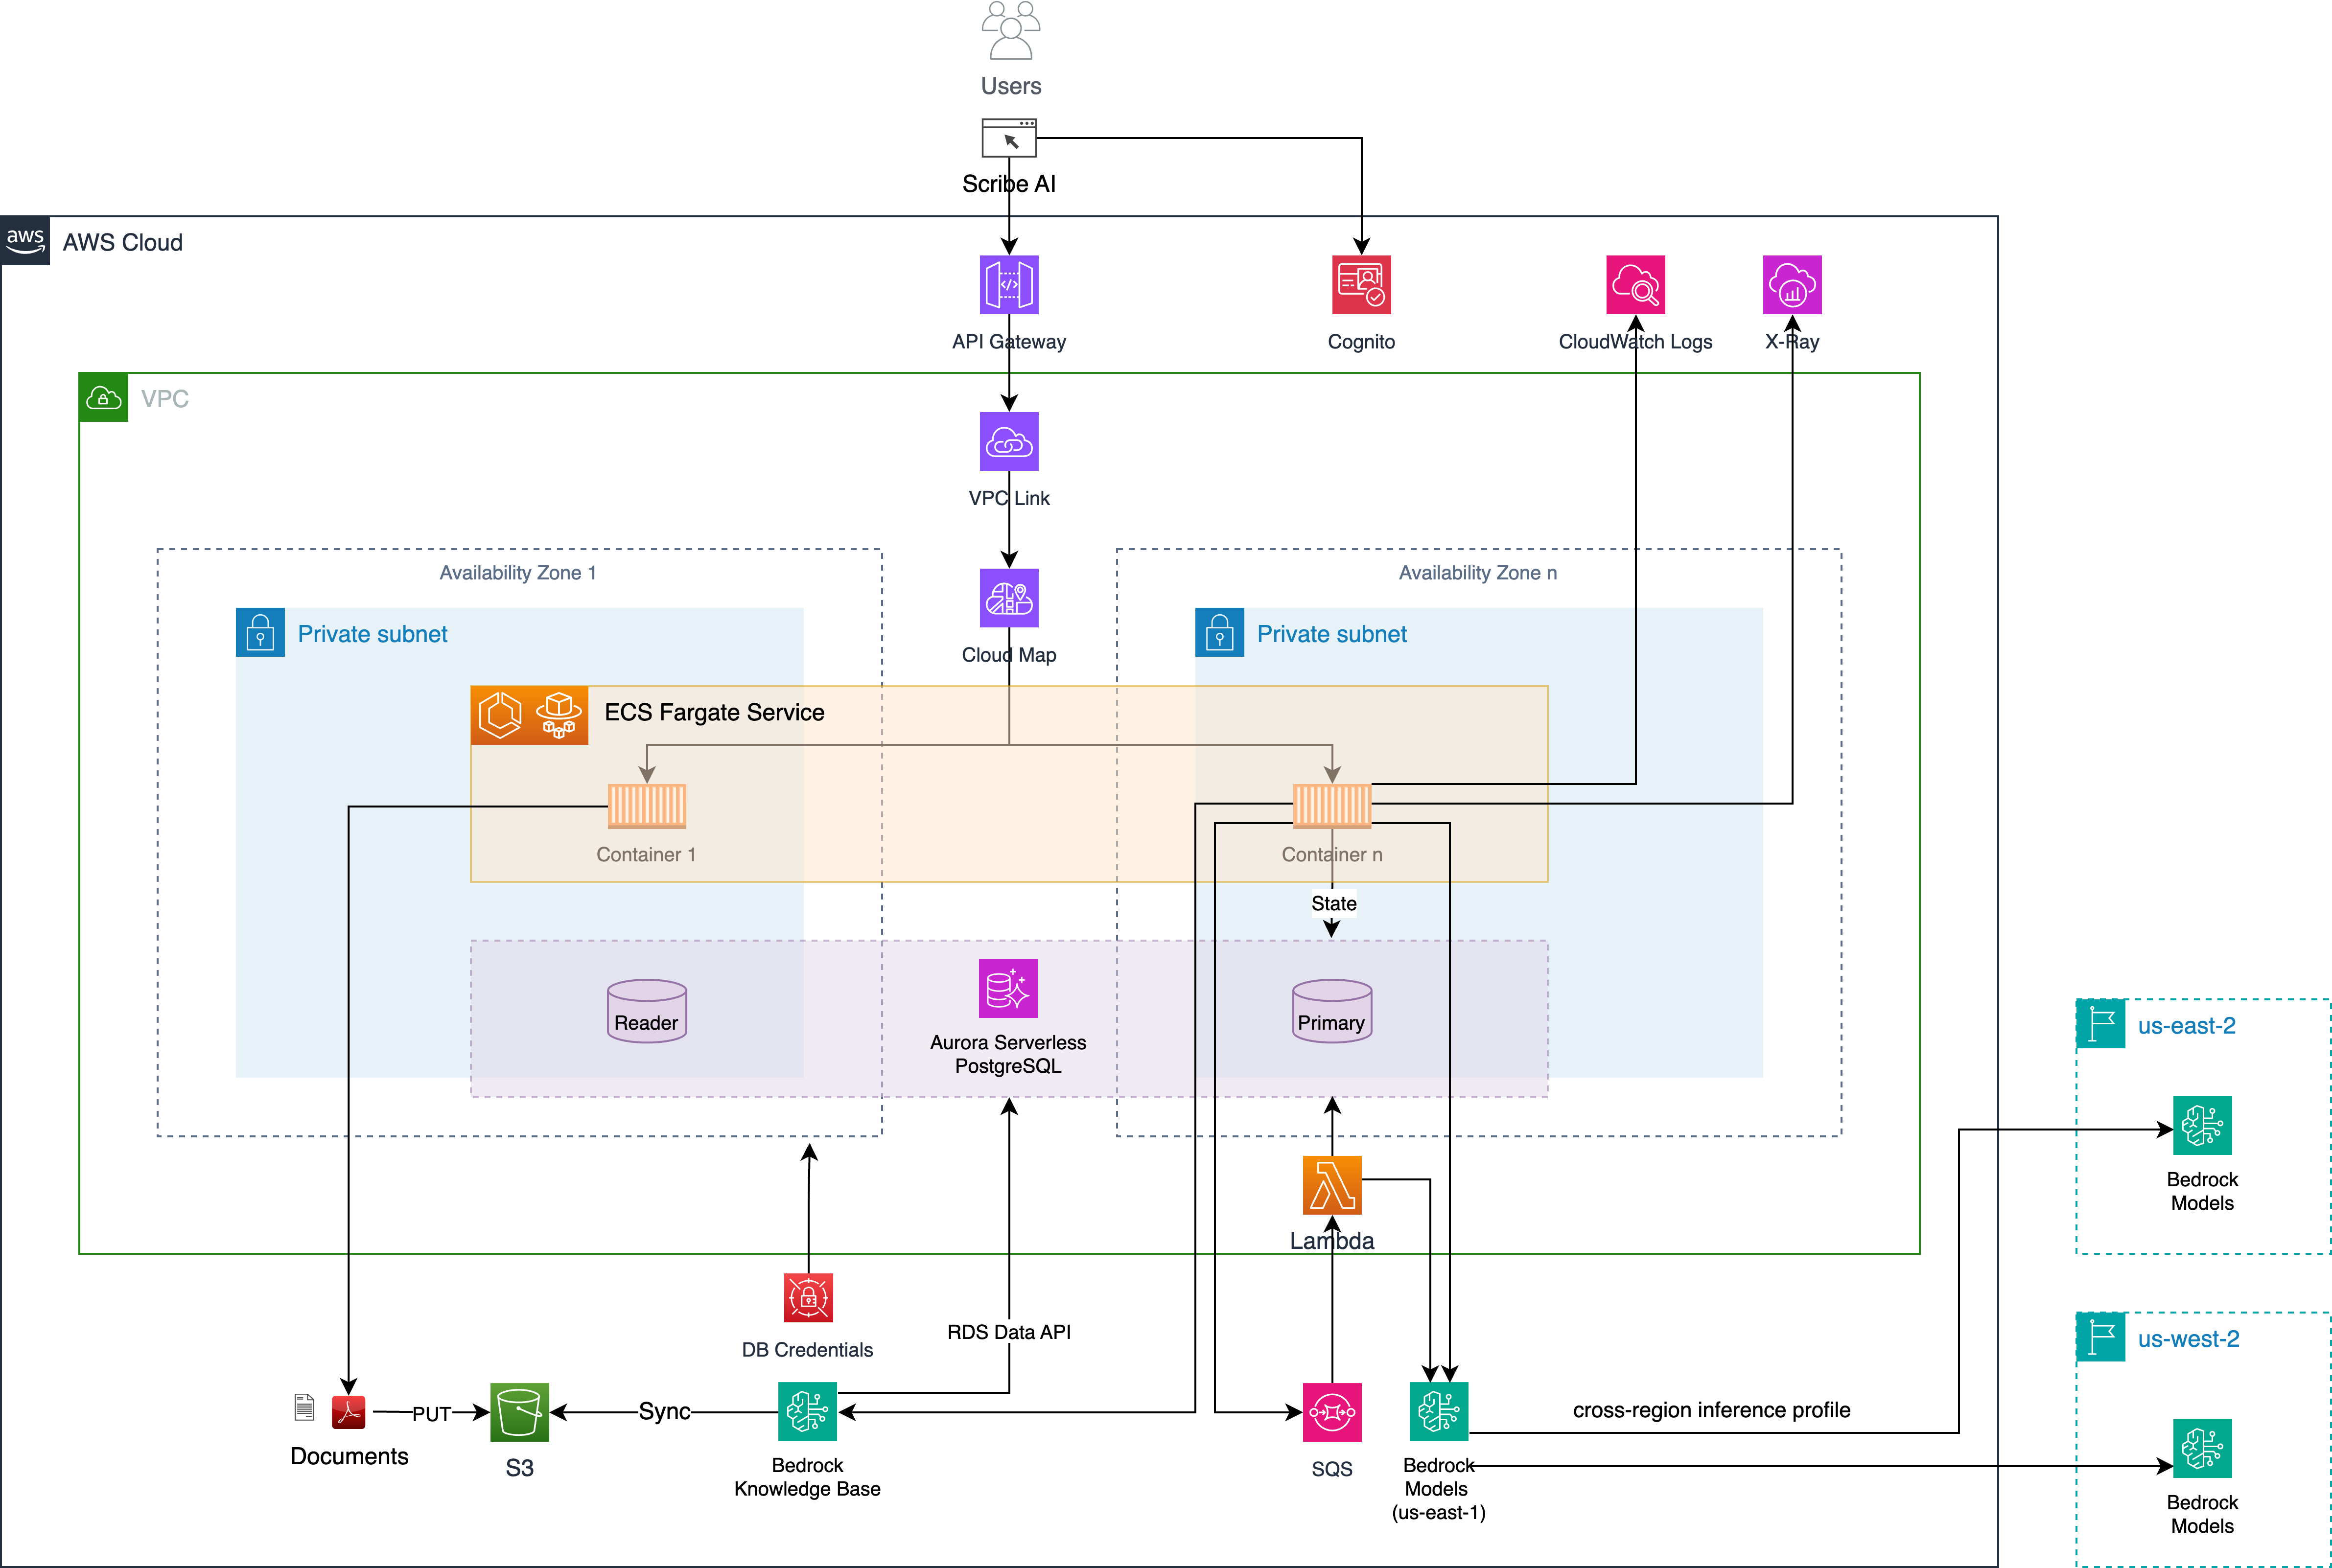 Users
Scribe AI
aws
AWS Cloud
API Gateway
Cognito
CloudWatch Logs
X-Ray
VPC
VPC Link
Availability Zone 1
Availability Zone n
Private subnet
Private subnet
Cloud Map
ECS Fargate Service
Container 1
Container n
State
Reader
Primary
Aurora Serverless
PostgreSQL
us-east-2
Bedrock
Models
Lambda
DB Credentials
RDS Data API
us-west-2
PUT
Sync
cross-region inference profile
Documents
S3
Bedrock
Knowledge Base
SQS
Bedrock
Models
(us-east-1)
Bedrock
Models